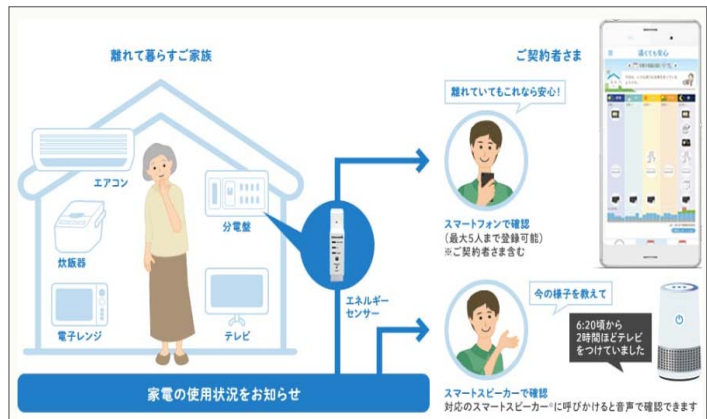 離れて暮らすご家族
ご契約者さま
離れていてもこれなら安心!
遠くても安心
エアコン
分電盤
炊飯器
電子レンジ
テレビ
エネルギー
センサー
スマートフォンで確認
(最大5人まで登録可能)
※ご契約者さま含む
今の様子を教えて
6:20頃から
2時間ほどテレビ
をつけていました
家電の使用状況をお知らせ
スマートスピーカーで確認
対応のスマートスピーカー※に呼びかけると音声で確認できます